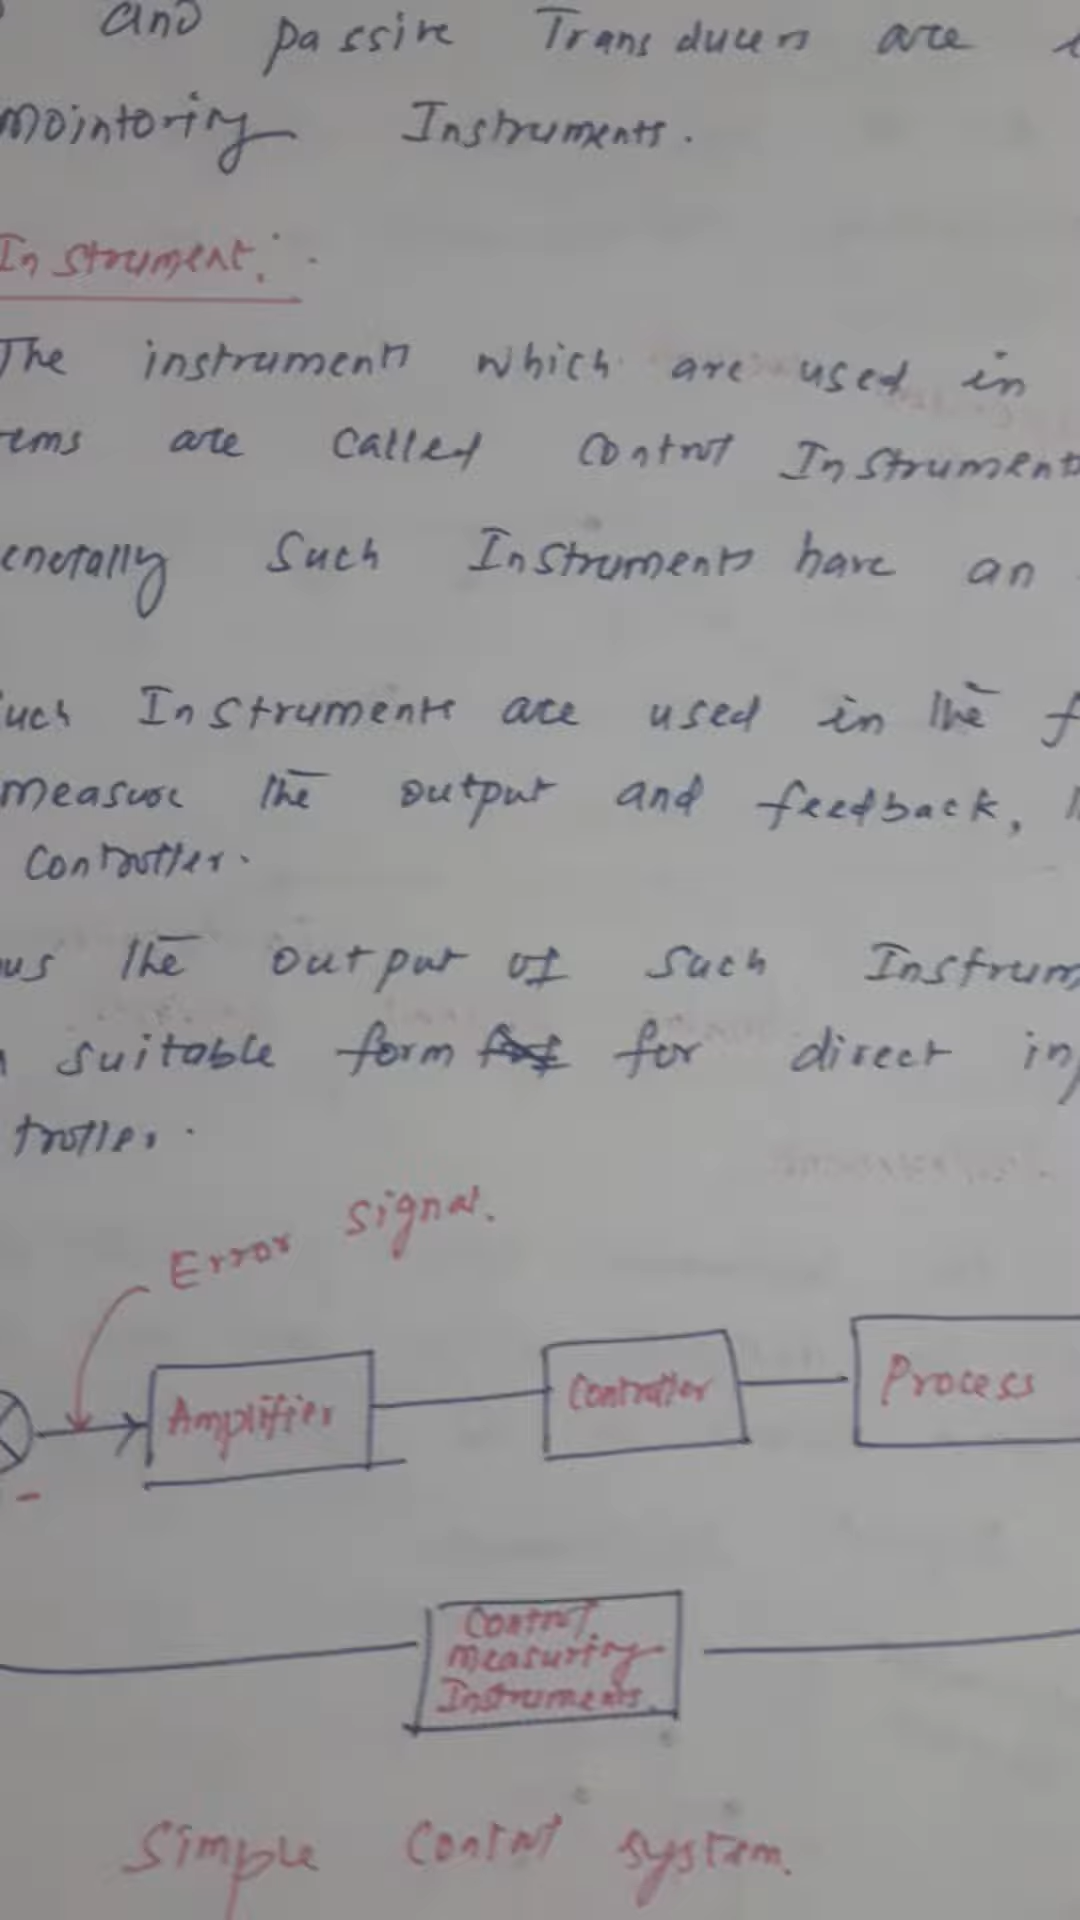 and passive Transducers are
mointoring Instruments.
Instrument:
The instruments which are used in
tems are called Control Instruments
enerally Such Instruments have an
uch Instruments are used in the f
measure the output and feedback,
Controller.
us the output of such Instrum
suitable form for direct in
troller.
Error signal.
Amplifier Controller Process
-
Control
Measuring
Instruments.
Simple Control system.